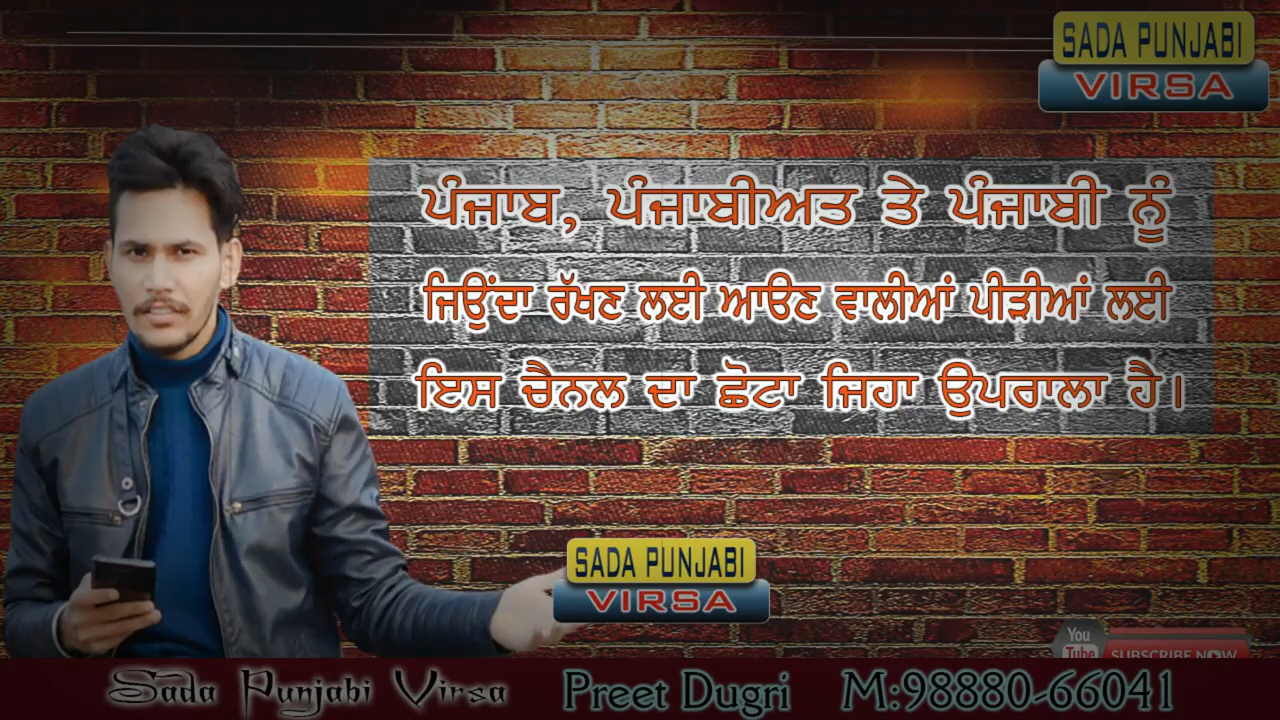 SADA PUNJABI
VIRSA
ਪੰਜਾਬ, ਪੰਜਾਬੀਅਤ ਤੇ ਪੰਜਾਬੀ ਨੂੰ
ਜਿਉਂਦਾ ਰੱਖਣ ਲਈ ਆਓਣ ਵਾਲੀਆਂ ਪੀੜੀਆਂ ਲਈ
ਇਸ ਚੈਨਲ ਦਾ ਛੋਟਾ ਜਿਹਾ ਉਪਰਾਲਾ ਹੈ।
SADA PUNJABI
VIRSA
You
Tube SUBSCRIBE NOW
Sada Punjabi Virsa Preet Dugri M:98880-66041